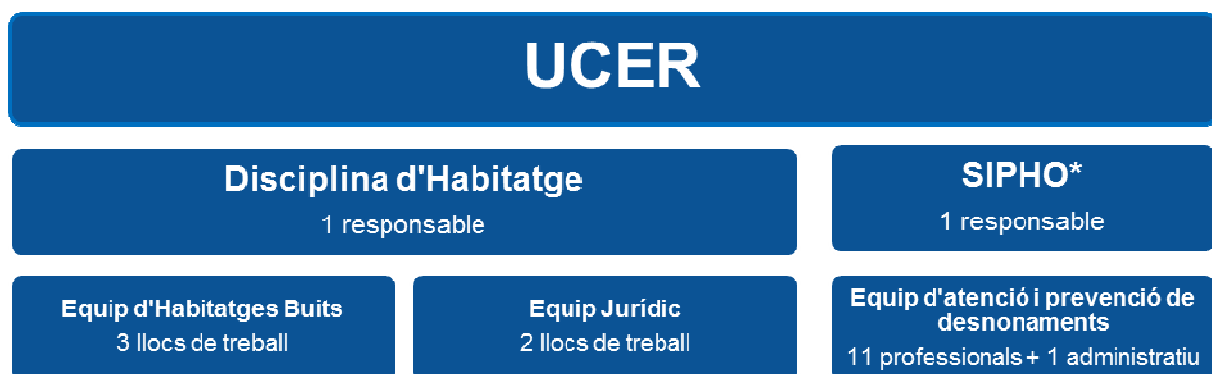 UCER
Disciplina d'Habitatge
1 responsable
SIPHO*
1 responsable
Equip d'Habitatges Buits
3 llocs de treball
Equip Jurídic
2 llocs de treball
Equip d'atenció i prevenció de
desnonaments
11 professionals + 1 administratiu